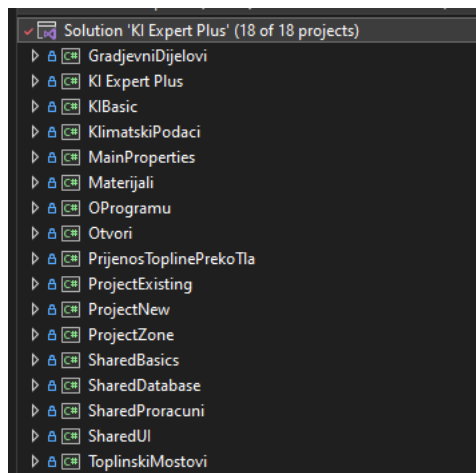 Solution 'KI Expert Plus' (18 of 18 projects)
C# GradjevniDijelovi
C# KI Expert Plus
C# KIBasic
C# KlimatskiPodaci
C# MainProperties
C# Materijali
C# OProgramu
C# Otvori
C# PrijenosToplinePrekoTla
C# ProjectExisting
C# ProjectNew
C# ProjectZone
C# SharedBasics
C# SharedDatabase
C# SharedProracuni
C# SharedUI
C# ToplinskiMostovi